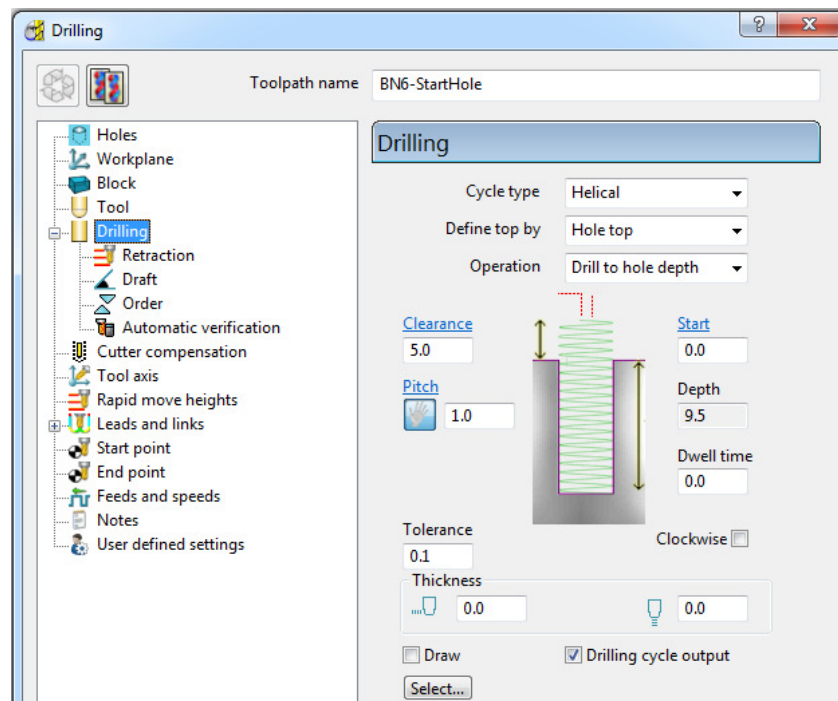 Drilling
Toolpath name BN6-StartHole
Holes
Workplane
Block
Tool
Drilling
Retraction
Draft
Order
Automatic verification
Cutter compensation
Tool axis
Rapid move heights
Leads and links
Start point
End point
Feeds and speeds
Notes
User defined settings
Drilling
Cycle type Helical
Define top by Hole top
Operation Drill to hole depth
Clearance Start
5.0 0.0
Pitch Depth
1.0 9.5
Dwell time
0.0
Tolerance Clockwise
0.1
Thickness
0.0 0.0
Draw Drilling cycle output
Select...